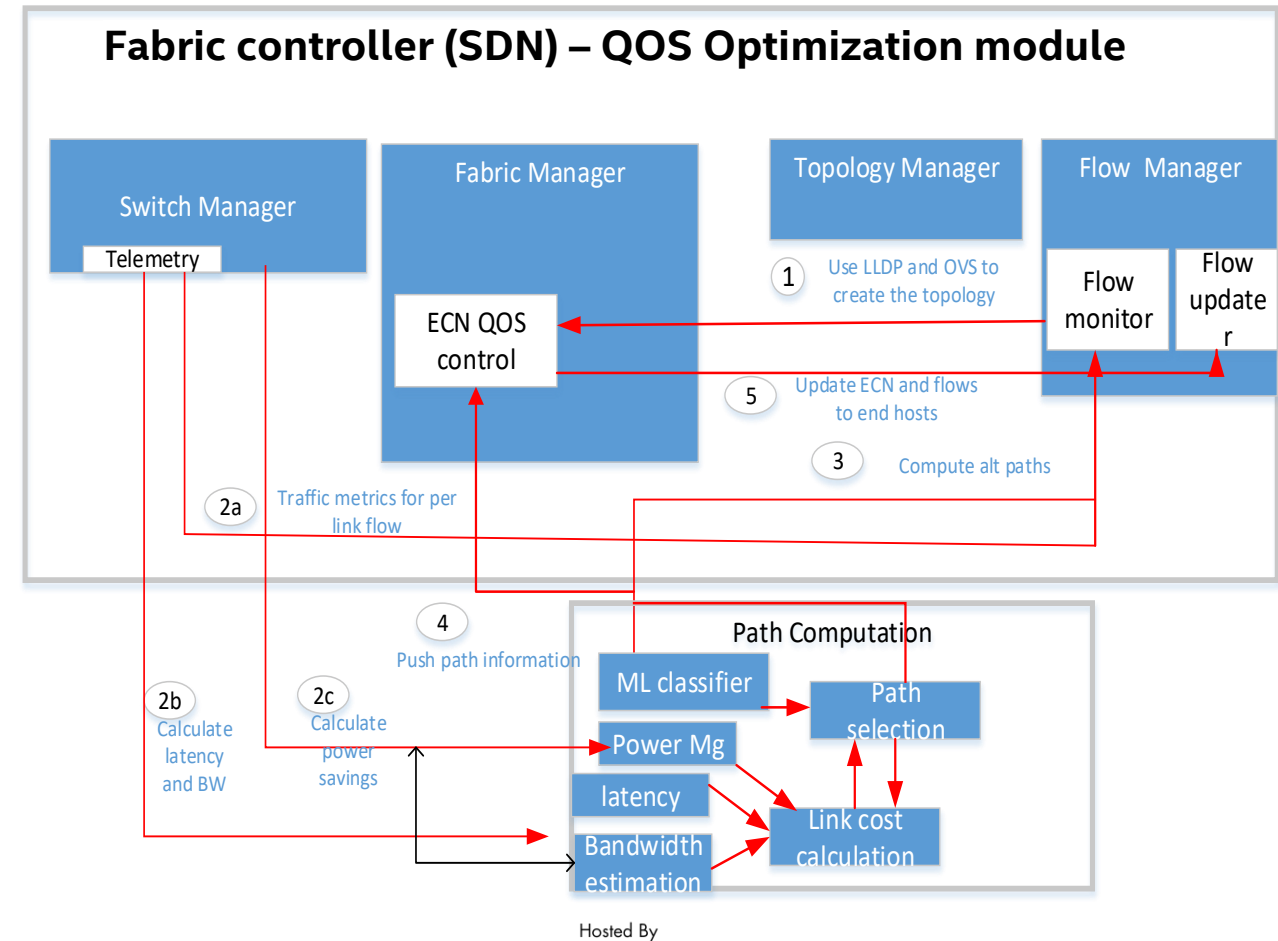 Fabric controller (SDN) – QOS Optimization module
Switch Manager
Telemetry
Fabric Manager
ECN QOS
control
Topology Manager
Flow Manager
Flow
monitor
Flow
update
r
1
Use LLDP and OVS to
create the topology
5
Update ECN and flows
to end hosts
3
Compute alt paths
2a
Traffic metrics for per
link flow
4
Push path information
2b
Calculate
latency
and BW
2c
Calculate
power
savings
Path Computation
ML classifier
Path
selection
Power Mg
latency
Link cost
calculation
Bandwidth
estimation
Hosted By